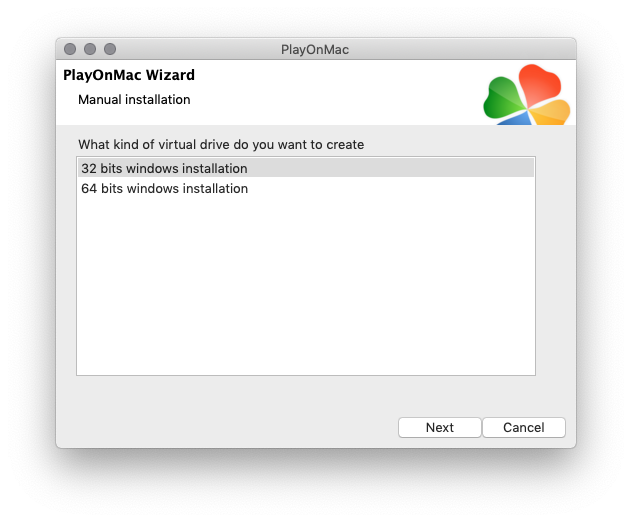 PlayOnMac
PlayOnMac Wizard
Manual installation
What kind of virtual drive do you want to create
32 bits windows installation
64 bits windows installation
Next
Cancel